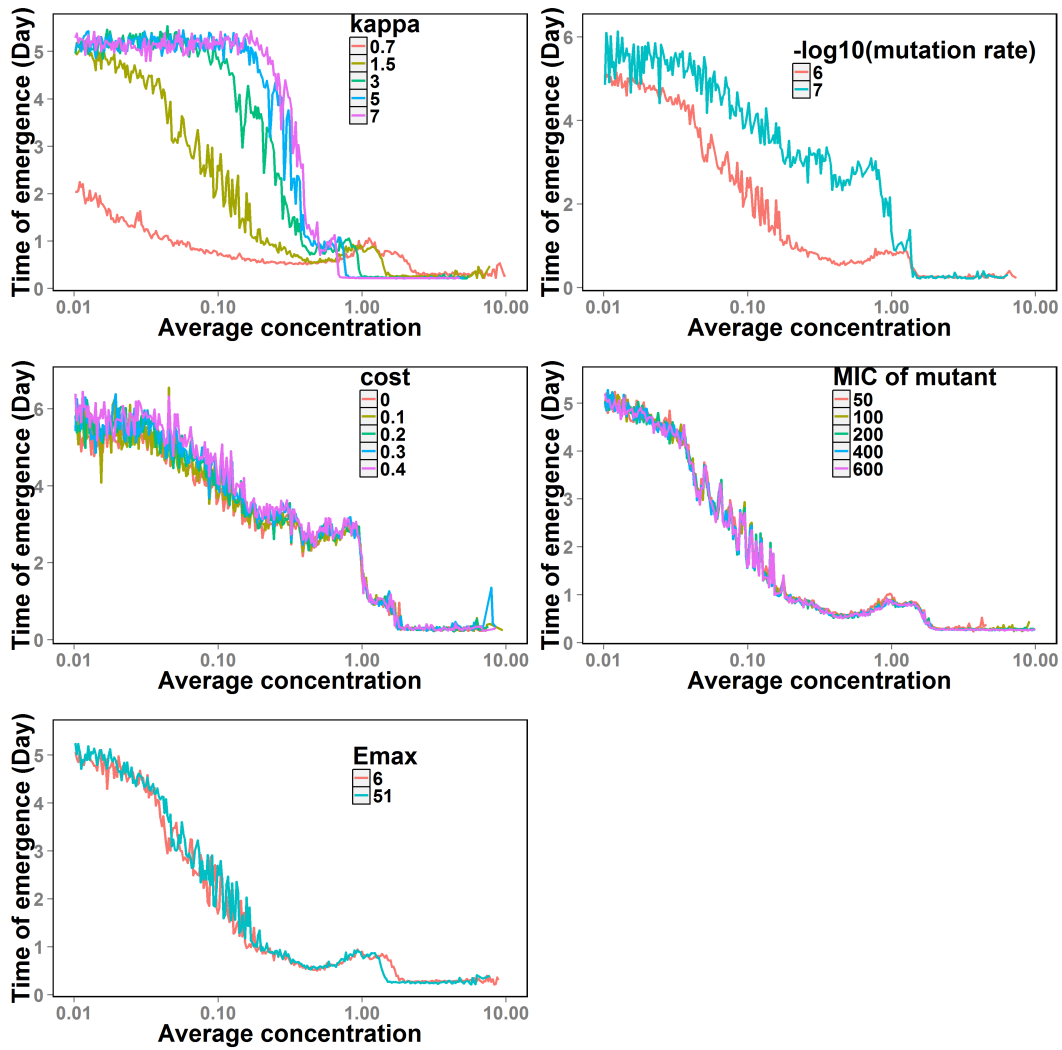 kappa
0.7
1.5
3
5
7
Time of emergence (Day)
5
4
3
2
1
0
0.01 0.10 1.00 10.00
Average concentration
-log10(mutation rate)
6
7
Time of emergence (Day)
6
4
2
0
0.01 0.10 1.00 10.00
Average concentration
cost
0
0.1
0.2
0.3
0.4
Time of emergence (Day)
6
4
2
0
0.01 0.10 1.00 10.00
Average concentration
MIC of mutant
50
100
200
400
600
Time of emergence (Day)
5
4
3
2
1
0
0.01 0.10 1.00 10.00
Average concentration
Emax
6
51
Time of emergence (Day)
5
4
3
2
1
0
0.01 0.10 1.00 10.00
Average concentration